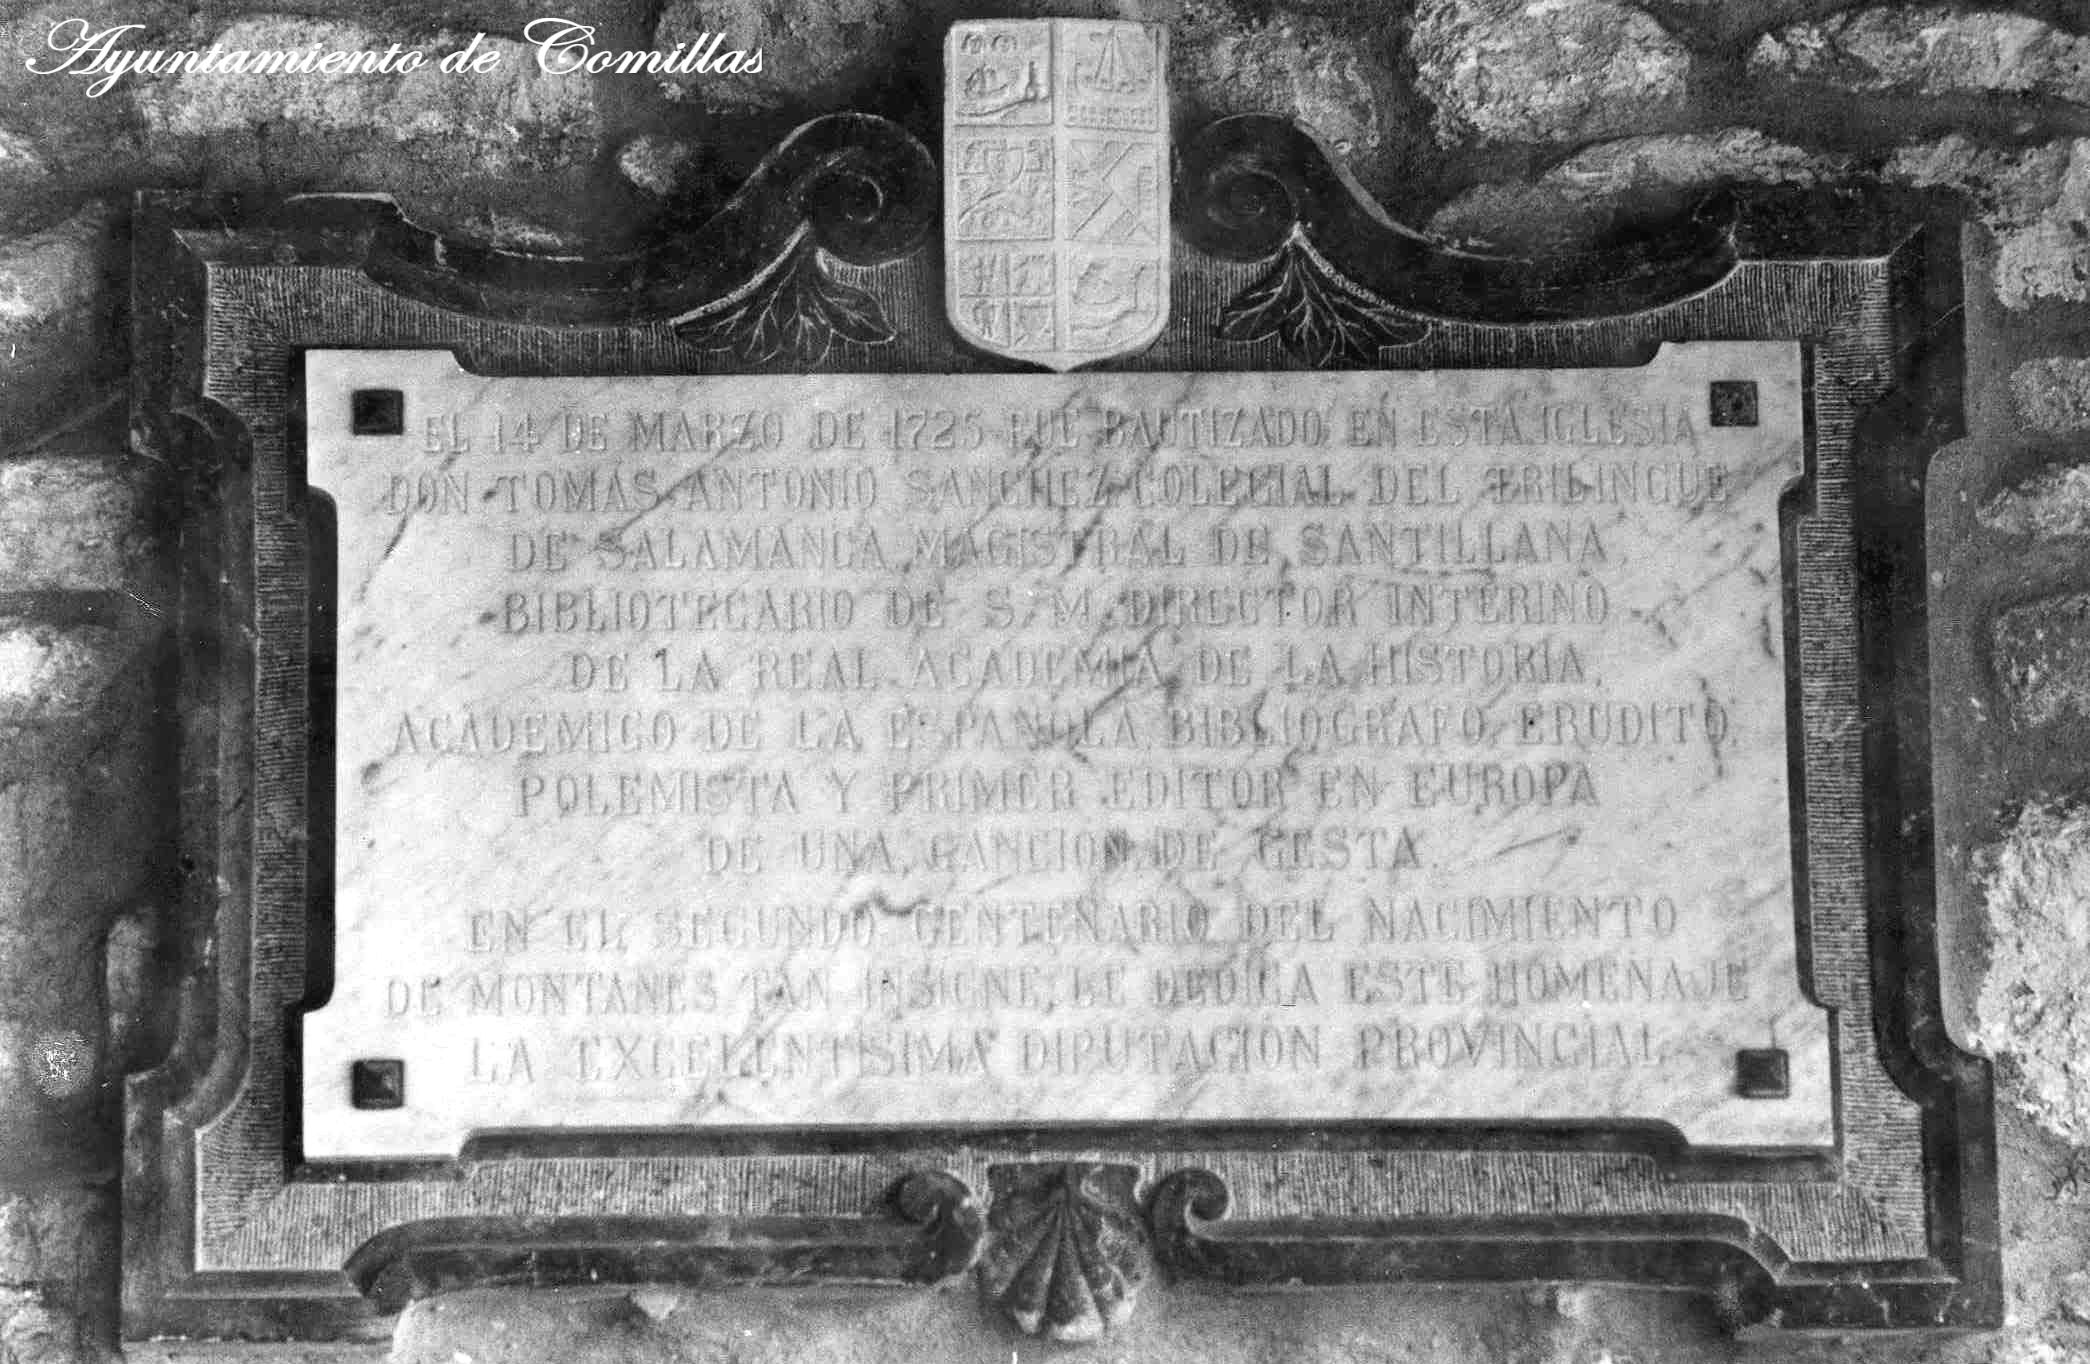 Ayuntamiento de Comillas
EL 14 DE MARZO DE 1725 FUE BAUTIZADO EN ESTA IGLESIA
DON TOMAS ANTONIO SANCHEZ COLEGIAL DEL TRILINGUE
DE SALAMANCA, MAGISTRAL DE SANTILLANA,
BIBLIOTECARIO DE S. M. DIRECTOR INTERINO
DE LA REAL ACADEMIA DE LA HISTORIA,
ACADEMICO DE LA ESPAÑOLA, BIBLIOGRAFO, ERUDITO,
POLEMISTA Y PRIMER EDITOR EN EUROPA
DE UNA CANCION DE GESTA.
EN EL SEGUNDO CENTENARIO DEL NACIMIENTO
DE MONTAÑES TAN INSIGNE, LE DEDICA ESTE HOMENAJE
LA EXCELENTISIMA DIPUTACION PROVINCIAL